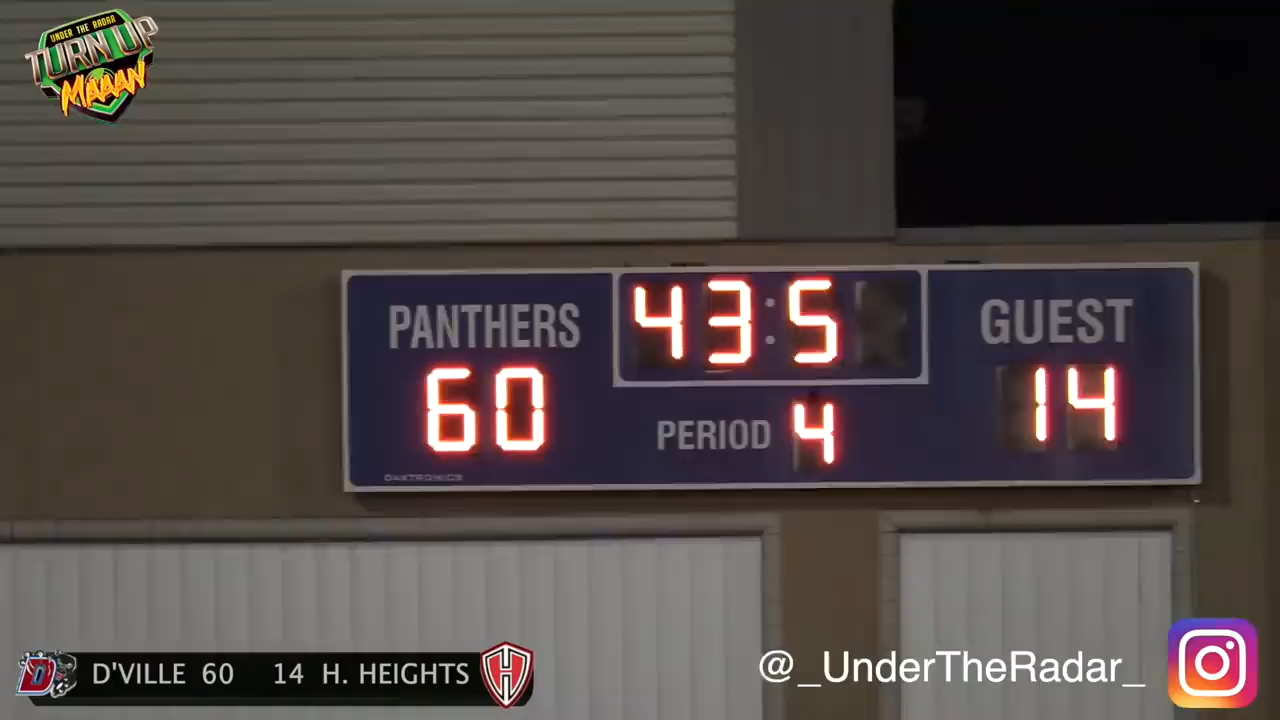 UNDER THE RADAR
TURN UP
MAAAN
PANTHERS
43:5
GUEST
60
PERIOD 4
14
DAKTRONICS
D
D'VILLE 60 14 H. HEIGHTS
H
@_UnderTheRadar_